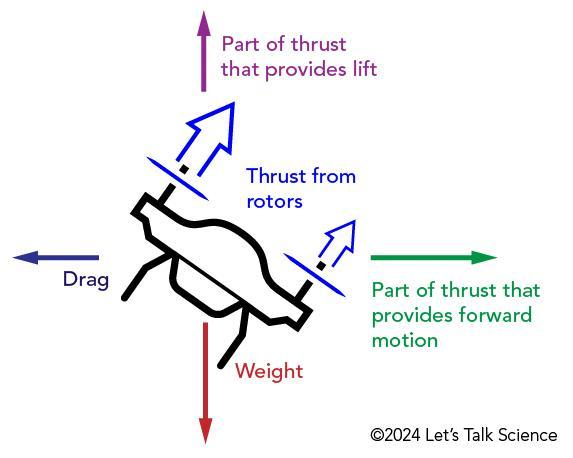 Part of thrust
that provides lift
Thrust from
rotors
Drag
Part of thrust that
provides forward
motion
Weight
©2024 Let's Talk Science